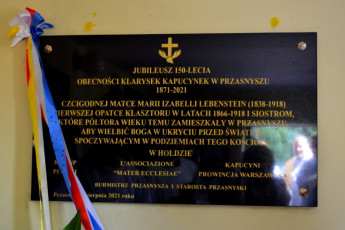 JUBILEUSZ 150-LECIA
OBECNOŚCI KLARYSEK KAPUCYNEK W PRZASNYSZU
1871-2021
CZCIGODNEJ MATCE MARII IZABELLI LEBENSTEIN (1838-1918)
PIERWSZEJ OPATCE KLASZTORU W LATACH 1866-1918 I SIOSTROM,
KTÓRE PÓŁTORA WIEKU TEMU ZAMIESZKAŁY W PRZASNYSZU
ABY WIELBIĆ BOGA W UKRYCIU PRZED
SPOCZYWAJĄCYM W PODZIEMIACH TEGO KOŚCIOŁA
W HOŁDZIE
L'ASSOCIAZIONE KAPUCYNI
"MATER ECCLESIAE" PROWINCJA WARSZAWSKA
BURMISTRZ PRZASNYSZA I STAROSTA PRZASNYSKI
sierpnia 2021 roku